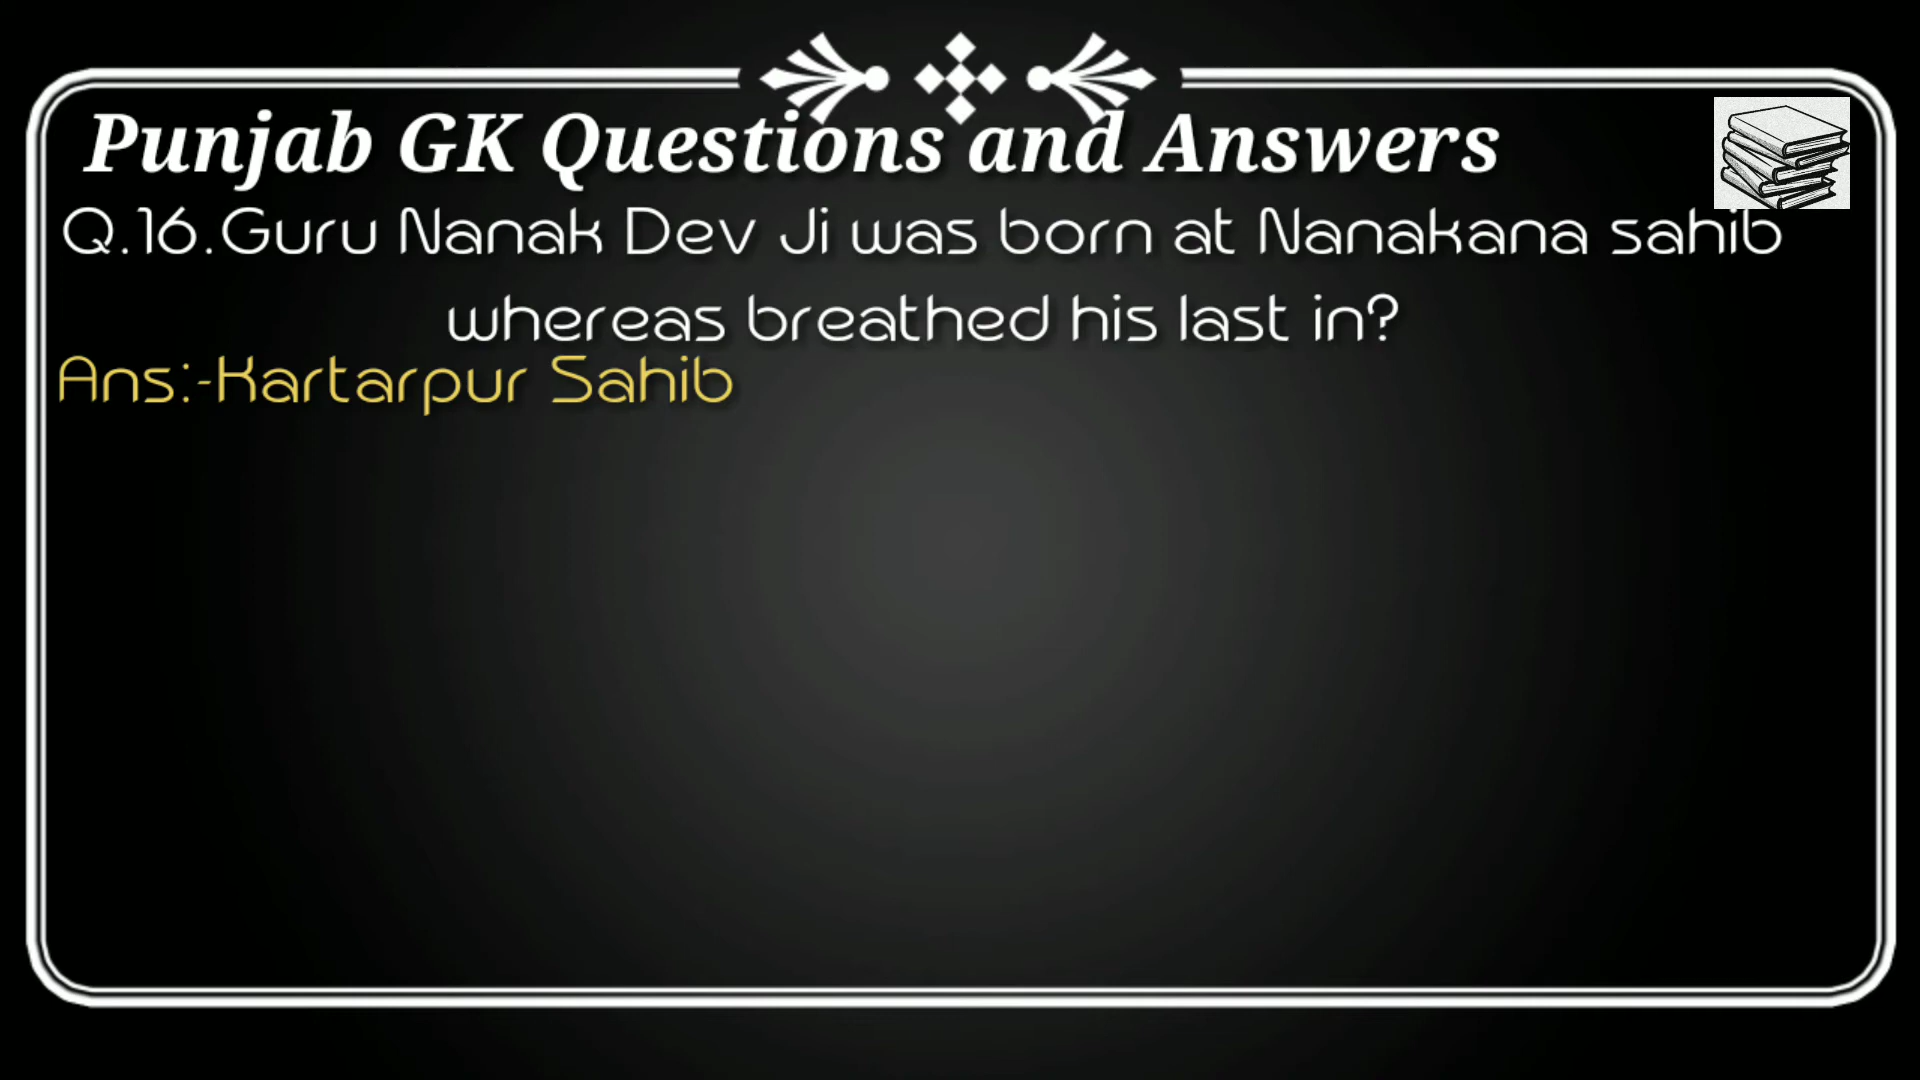 Punjab GK Questions and Answers
Q.16.Guru Nanak Dev Ji was born at Nanakana sahib
whereas breathed his last in?
Ans:-Kartarpur Sahib